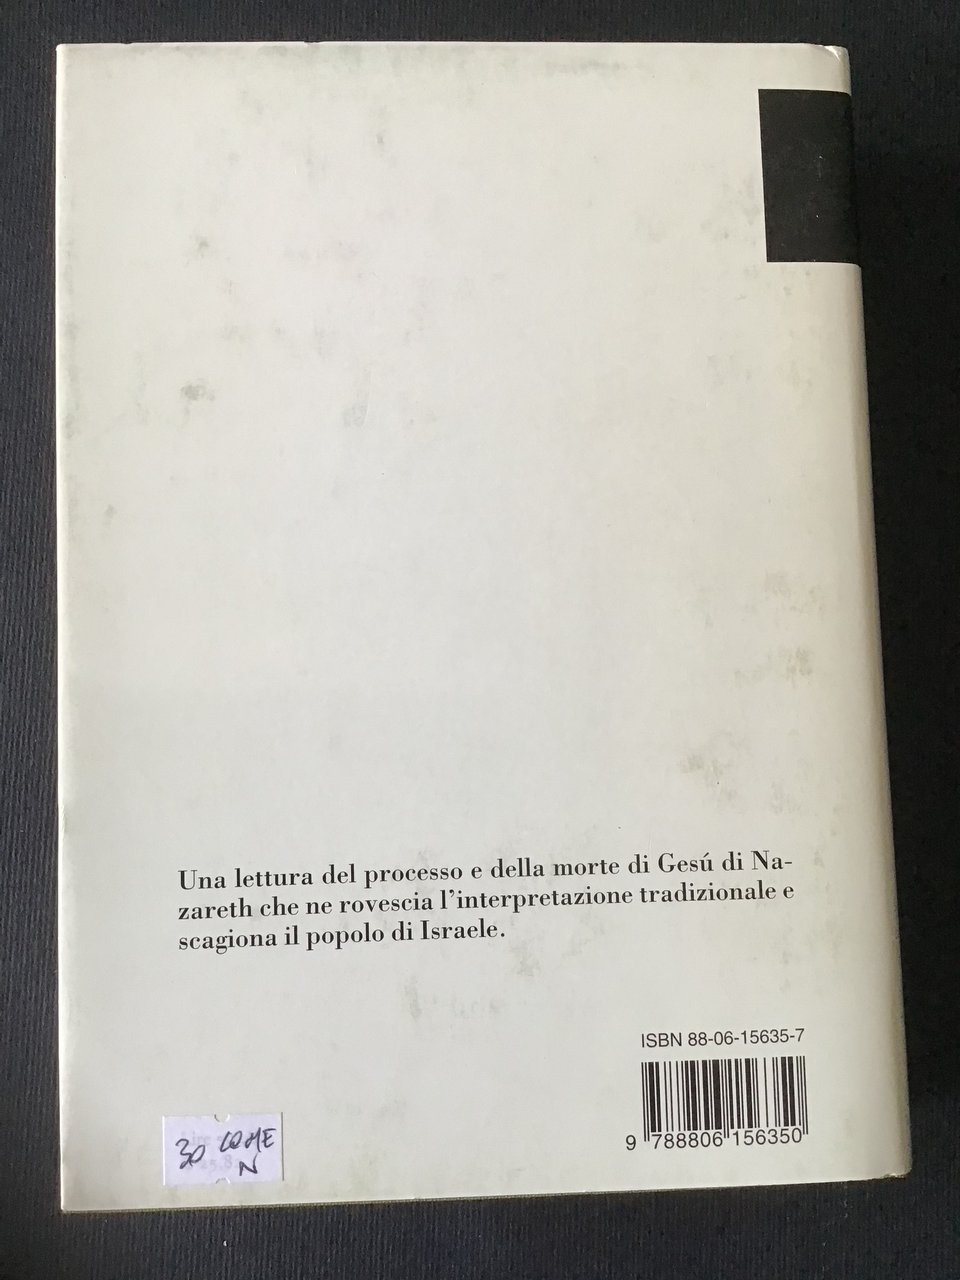 Una lettura del processo e della morte di Gesú di Na-
zareth che ne rovescia l'interpretazione tradizionale e
scagiona il popolo di Israele.
ISBN 88-06-15635-7
9 788806 156350
30 COME
N